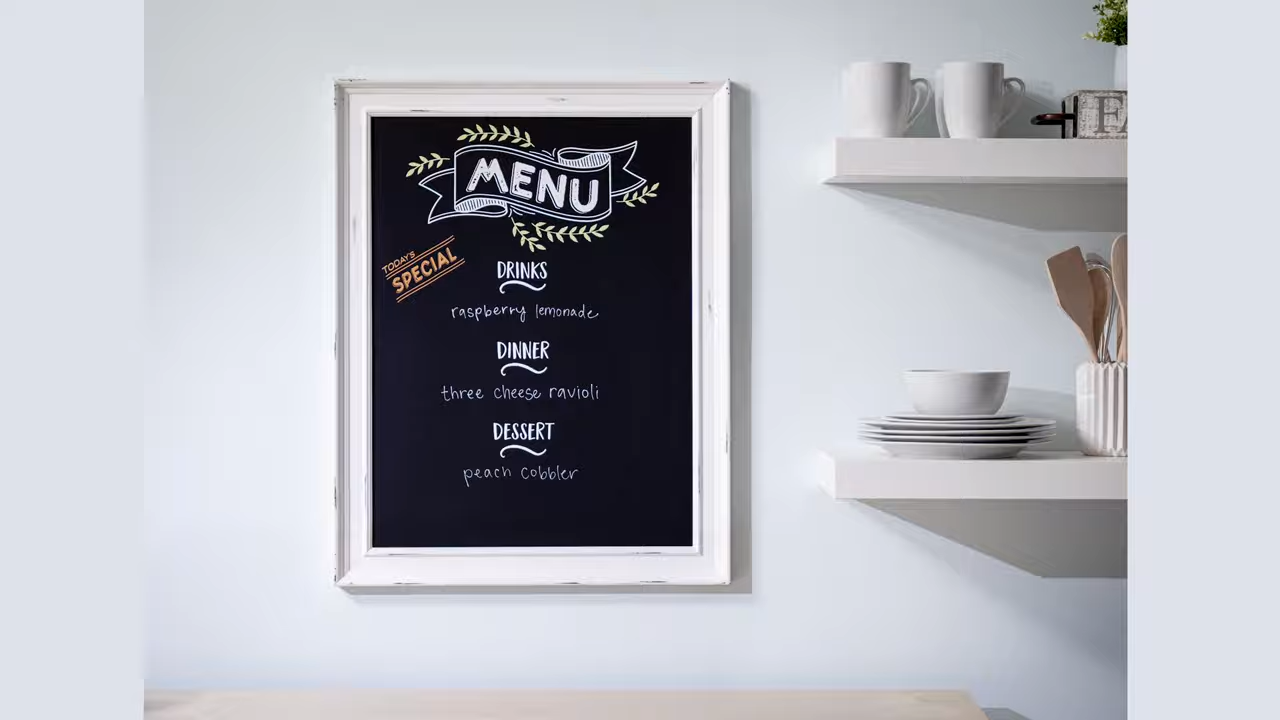 MENU
TODAY'S
SPECIAL
DRINKS
raspberry lemonade
DINNER
three cheese ravioli
DESSERT
peach cobbler